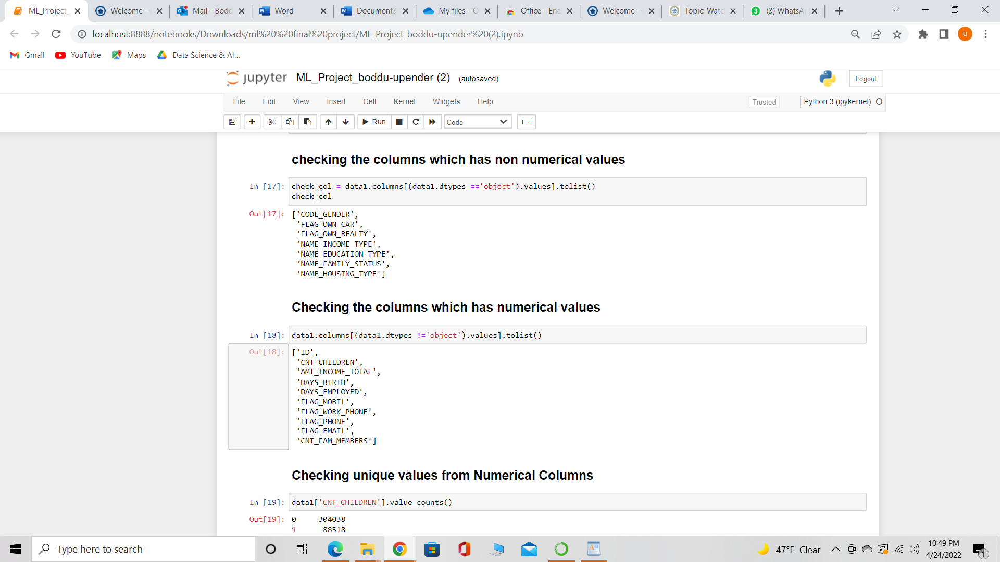 ML_Project_
Welcome -
Mail - Bodd
Word
Document3
My files - O
Office - Ena
Welcome -
Topic: Watc
(3) WhatsA
localhost:8888/notebooks/Downloads/ml%20%20final%20project/ML_Project_boddu-upender%20(2).ipynb
u
Gmail
YouTube
Maps
Data Science & AI...
jupyter
ML_Project_boddu-upender (2) (autosaved)
Logout
File Edit View Insert Cell Kernel Widgets Help
Trusted
Python 3 (ipykernel)
Run
Code
checking the columns which has non numerical values
In [17]: check_col = data1.columns[(data1.dtypes =='object').values].tolist()
check_col
Out[17]: ['CODE_GENDER',
'FLAG_OWN_CAR',
'FLAG_OWN_REALTY',
'NAME_INCOME_TYPE',
'NAME_EDUCATION_TYPE',
'NAME_FAMILY_STATUS',
'NAME_HOUSING_TYPE']
Checking the columns which has numerical values
In [18]: data1.columns[(data1.dtypes !='object').values].tolist()
Out[18]: ['ID',
'CNT_CHILDREN',
'AMT_INCOME_TOTAL',
'DAYS_BIRTH',
'DAYS_EMPLOYED',
'FLAG_MOBIL',
'FLAG_WORK_PHONE',
'FLAG_PHONE',
'FLAG_EMAIL',
'CNT_FAM_MEMBERS']
Checking unique values from Numerical Columns
In [19]: data1['CNT_CHILDREN'].value_counts()
Out[19]: 0 304038
1 88518
Type here to search
47°F Clear
10:49 PM
4/24/2022
1